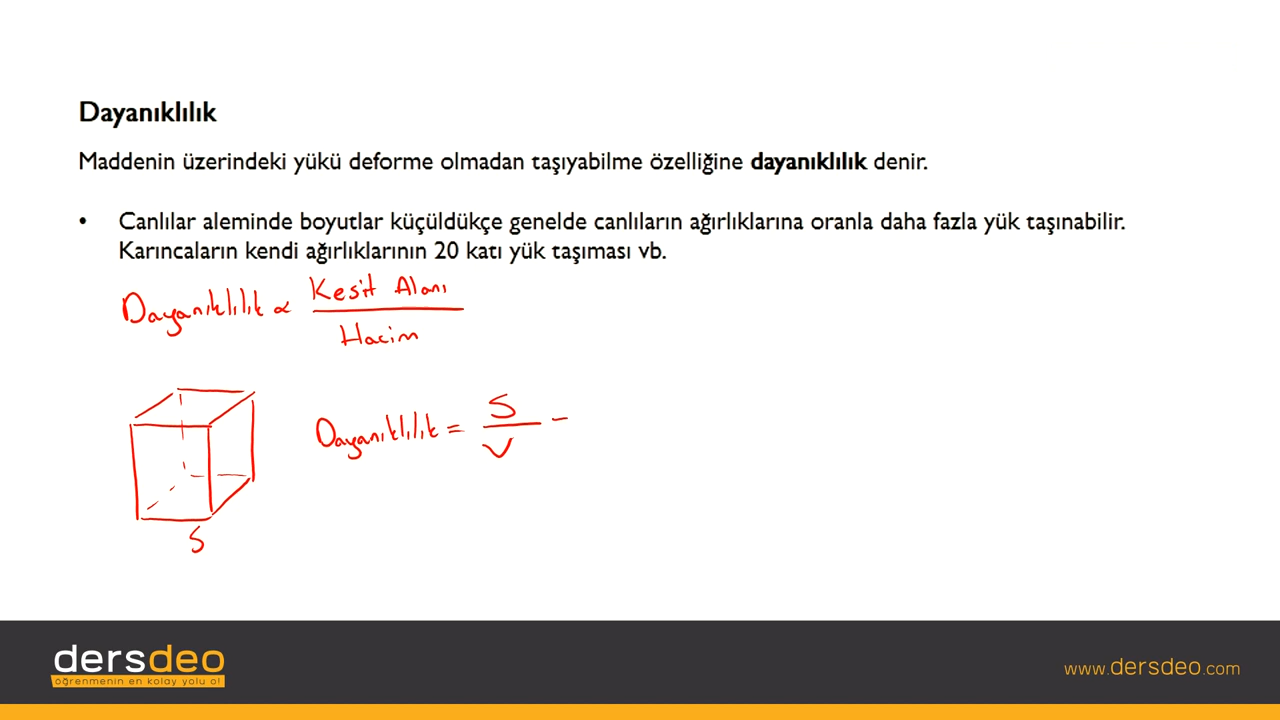 Dayanıklılık
Maddenin üzerindeki yükü deforme olmadan taşıyabilme özelliğine dayanıklılık denir.
• Canlılar aleminde boyutlar küçüldükçe genelde canlıların ağırlıklarına oranla daha fazla yük taşınabilir.
Karıncaların kendi ağırlıklarının 20 katı yük taşıması vb.
Dayanıklılık ∝ Kesit Alanı
Hacim
Dayanıklılık = S
V
=
S
dersdeo
öğrenmenin en kolay yolu o!
www.dersdeo.com